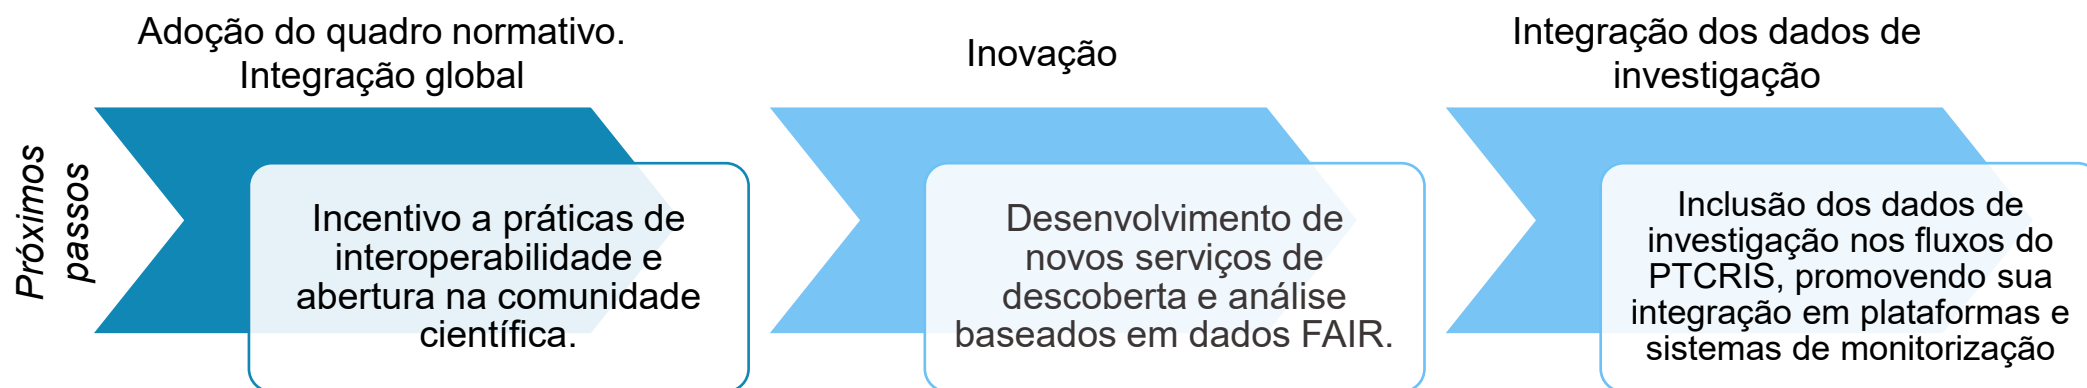 Adoção do quadro normativo.
Integração global
Inovação
Integração dos dados de
investigação
Próximos
passos
Incentivo a práticas de
interoperabilidade e
abertura na comunidade
científica.
Desenvolvimento de
novos serviços de
descoberta e análise
baseados em dados FAIR.
Inclusão dos dados de
investigação nos fluxos do
PTCRIS, promovendo sua
integração em plataformas e
sistemas de monitorização